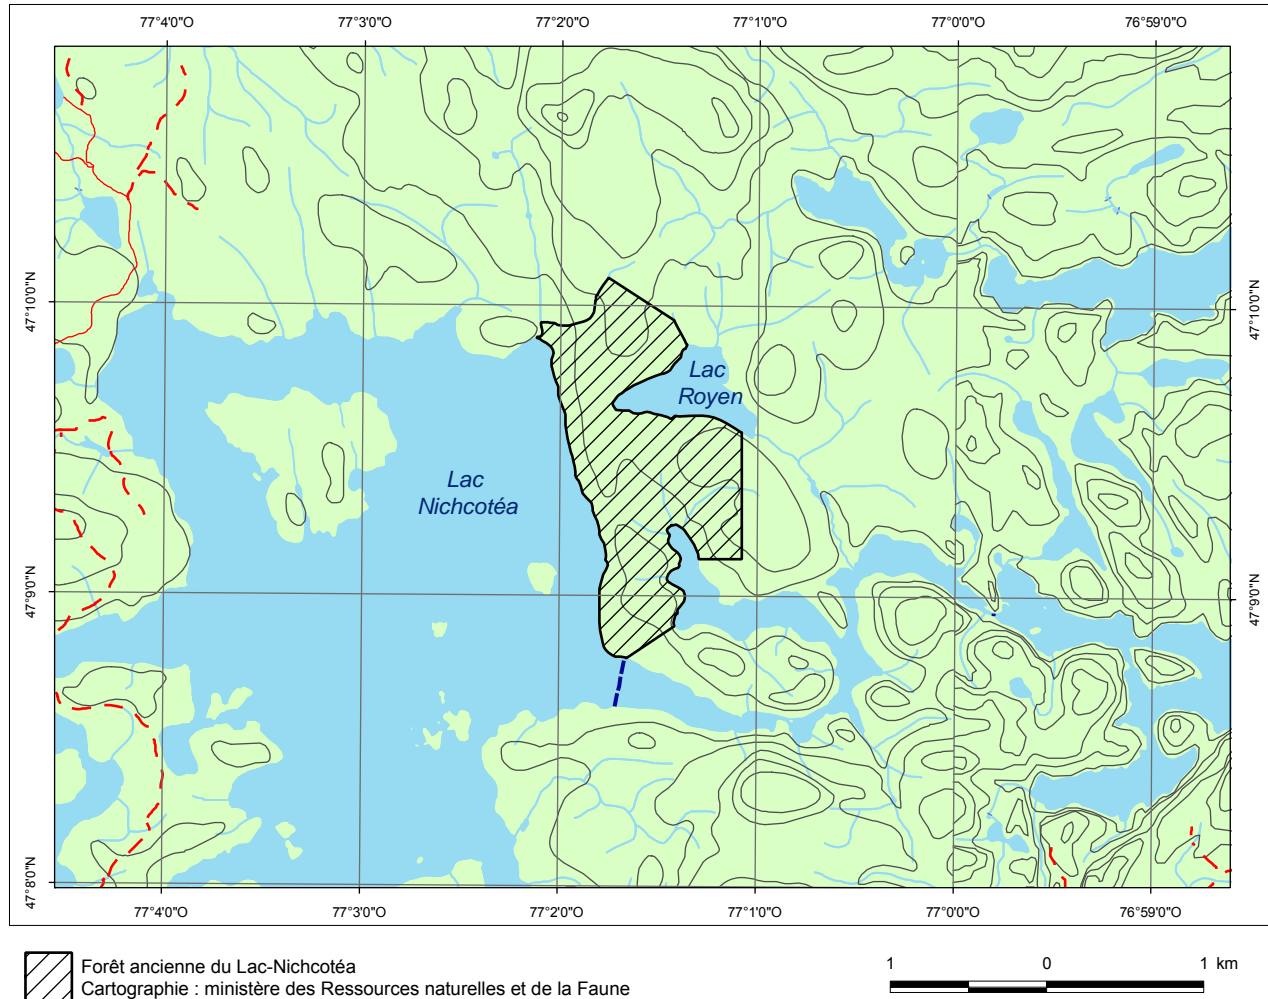 77°4'0"O 77°3'0"O 77°2'0"O 77°1'0"O 77°0'0"O 76°59'0"O
47°10'0"N
47°10'0"N
Lac
Royen
Lac
Nichcotéa
47°9'0"N
47°9'0"N
47°8'0"N
77°4'0"O 77°3'0"O 77°2'0"O 77°1'0"O 77°0'0"O 76°59'0"O
Forêt ancienne du Lac-Nichcotéa
Cartographie : ministère des Ressources naturelles et de la Faune
1 0 1 km